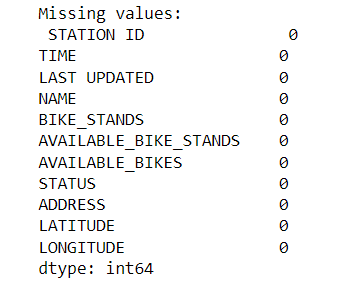 Missing values:
 STATION ID                0
TIME                      0
LAST UPDATED              0
NAME                      0
BIKE_STANDS               0
AVAILABLE_BIKE_STANDS     0
AVAILABLE_BIKES           0
STATUS                    0
ADDRESS                   0
LATITUDE                  0
LONGITUDE                 0
dtype: int64